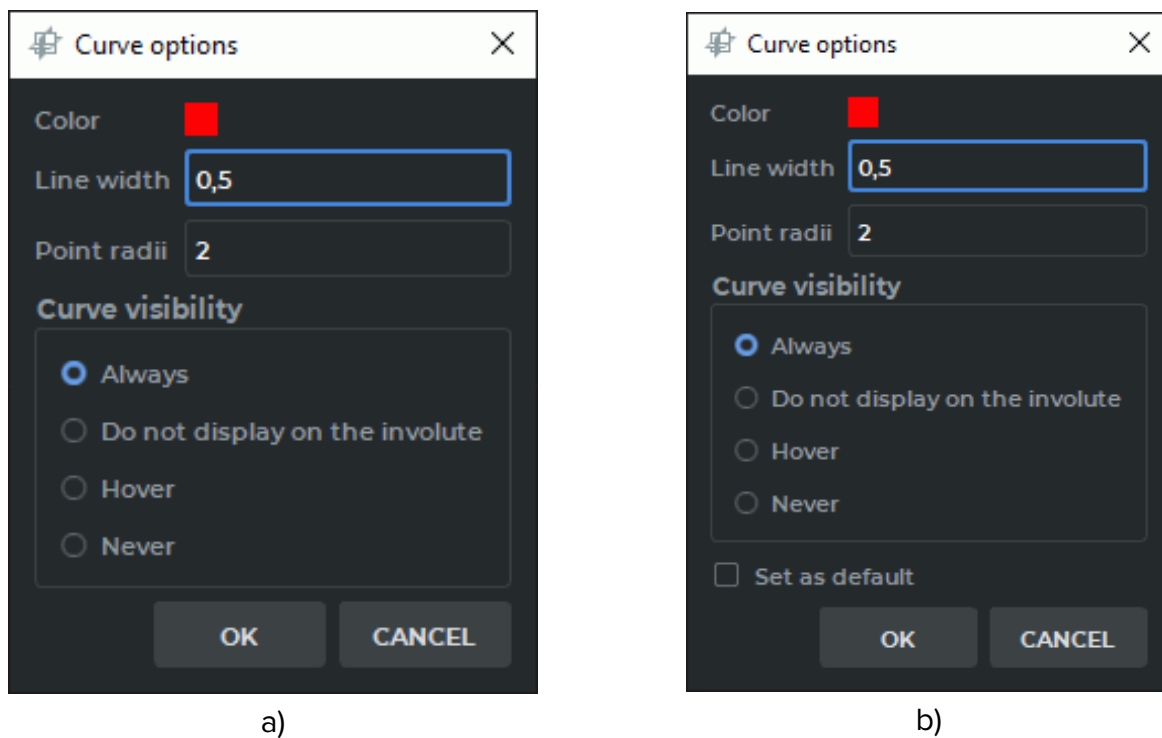 Curve options
Color
Line width 0,5
Point radii 2
Curve visibility
Always
Do not display on the involute
Hover
Never
OK CANCEL
a)
Curve options
Color
Line width 0,5
Point radii 2
Curve visibility
Always
Do not display on the involute
Hover
Never
Set as default
OK CANCEL
b)